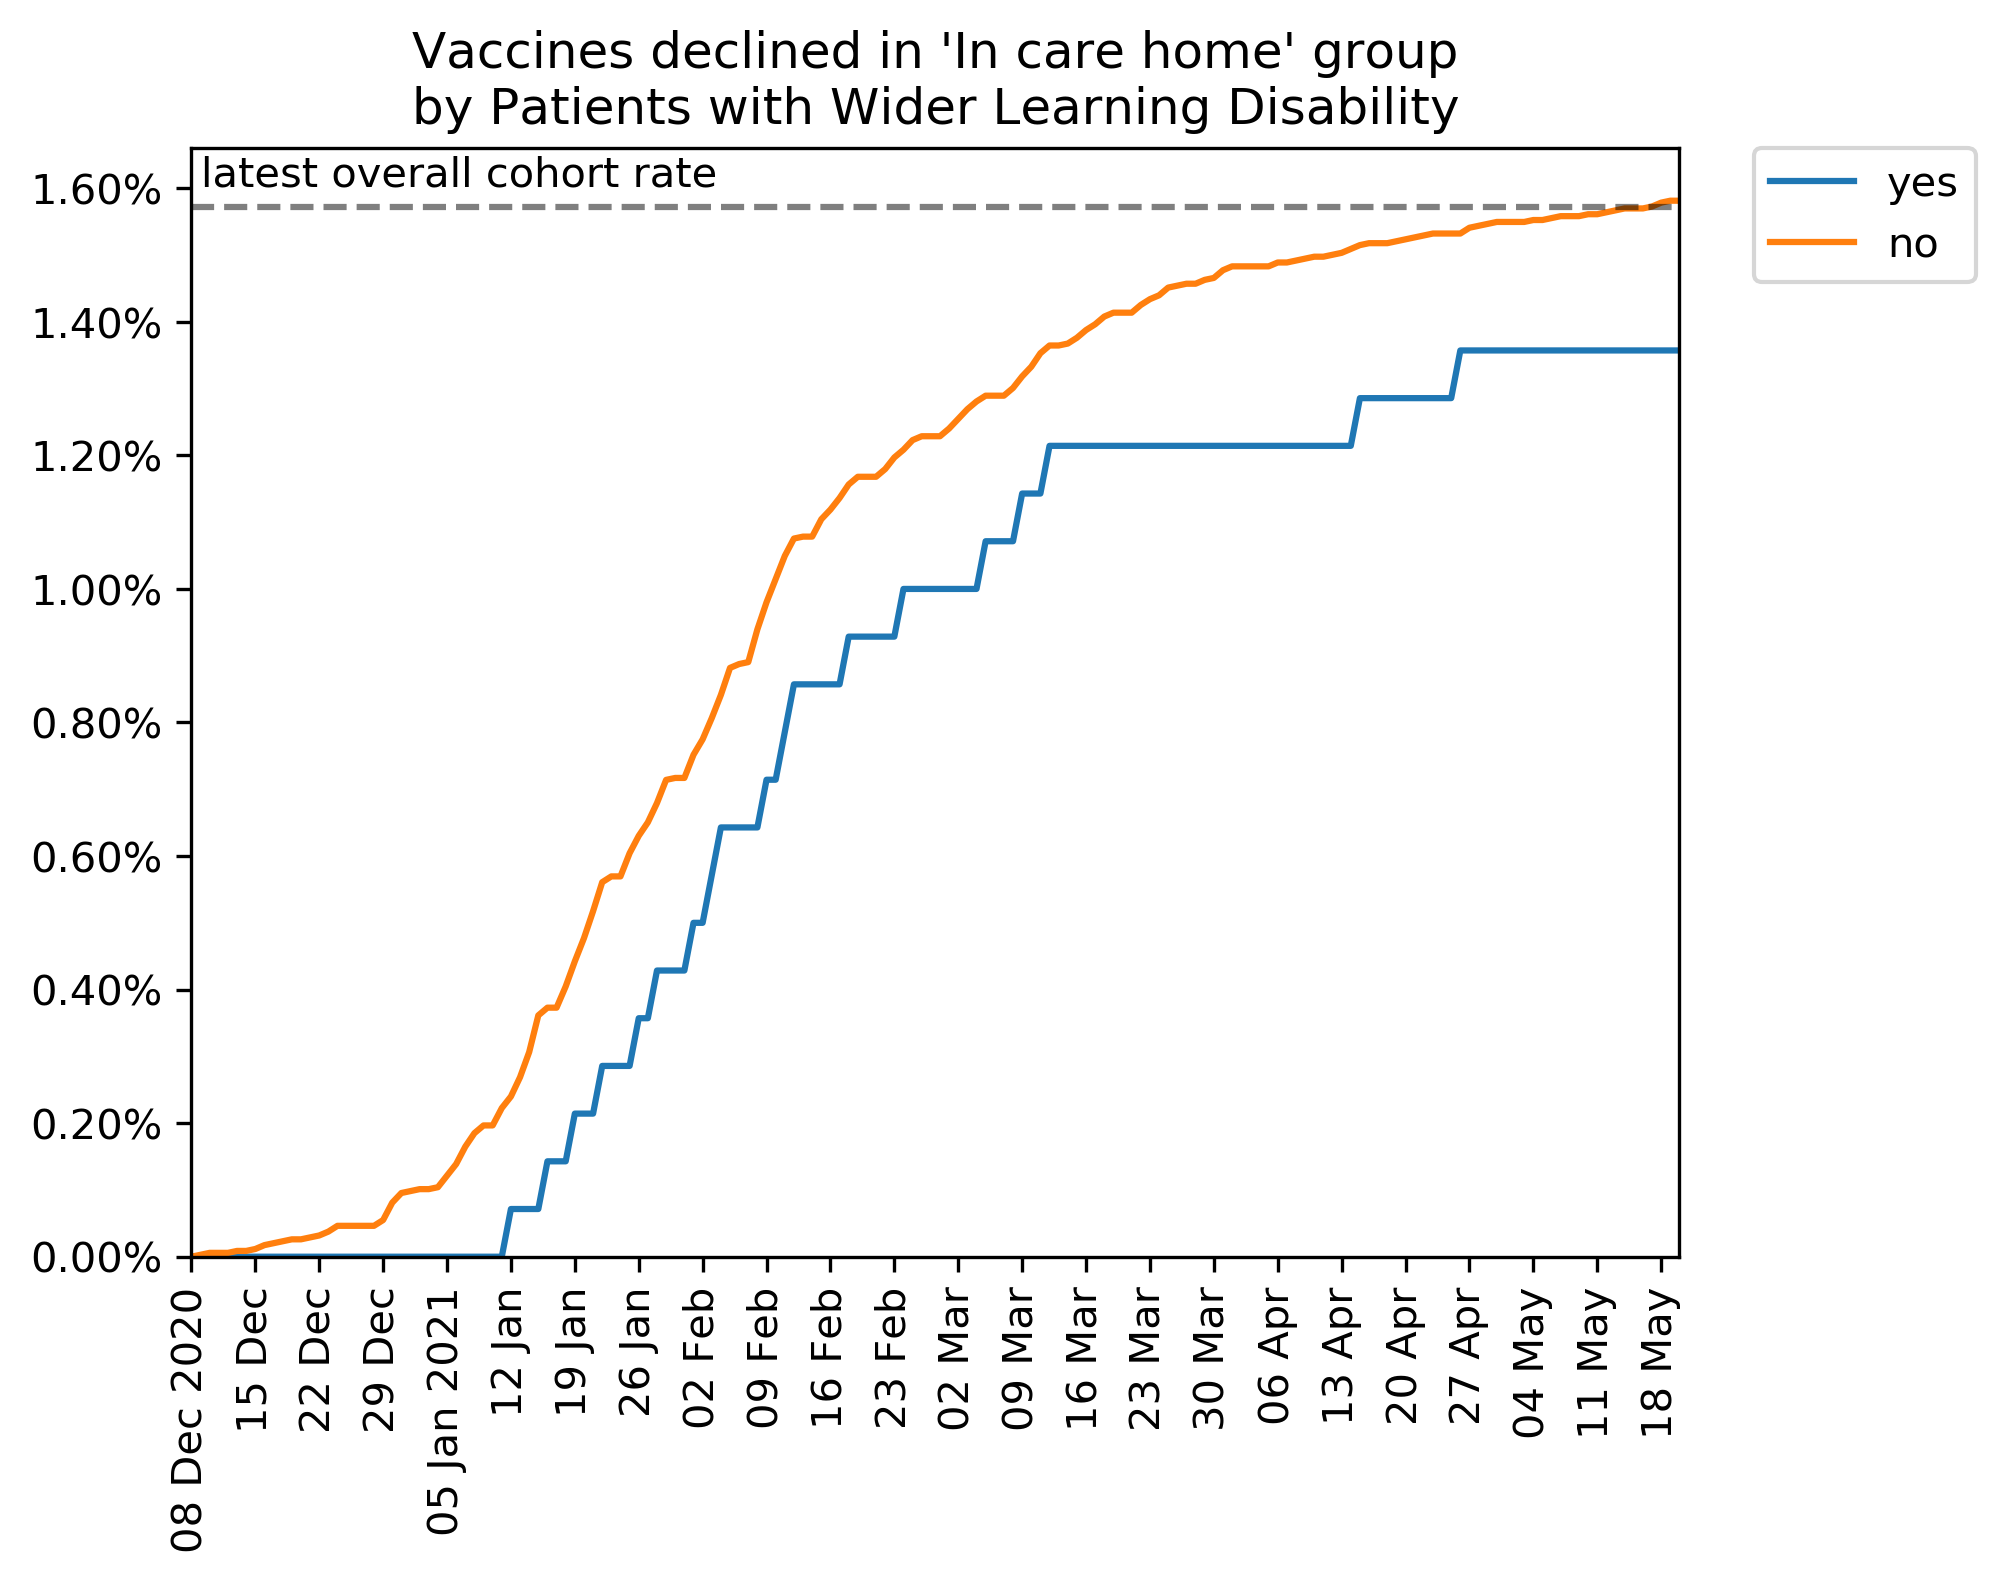 Vaccines declined in 'In care home' group
by Patients with Wider Learning Disability
latest overall cohort rate
yes
no
1.60%
1.40%
1.20%
1.00%
0.80%
0.60%
0.40%
0.20%
0.00%
08 Dec 2020
15 Dec
22 Dec
29 Dec
05 Jan 2021
12 Jan
19 Jan
26 Jan
02 Feb
09 Feb
16 Feb
23 Feb
02 Mar
09 Mar
16 Mar
23 Mar
30 Mar
06 Apr
13 Apr
20 Apr
27 Apr
04 May
11 May
18 May